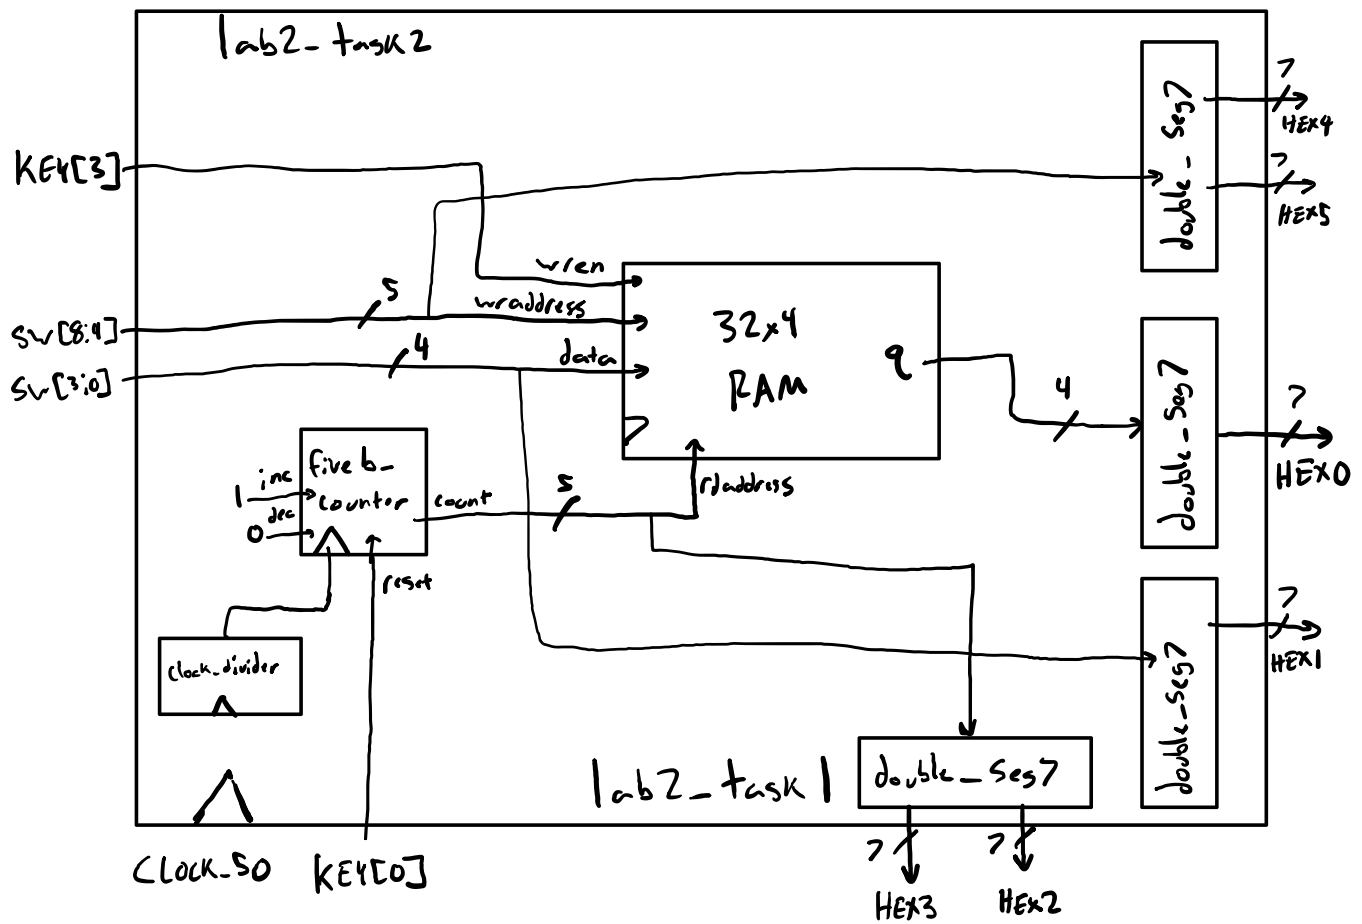 lab2_task2
KEY[3]
SW[8:4]
SW[3:0]
5
4
wren
wraddress
data
32x4
RAM
q
4
rdaddress
five b_
counter
inc
1
dec
0
count
5
reset
clock_divider
CLOCK_50
KEY[0]
lab2_task1
double_seg7
7
HEX4
7
HEX5
double_seg7
7
HEX0
double_seg7
7
HEX1
double_seg7
7
7
HEX3
HEX2